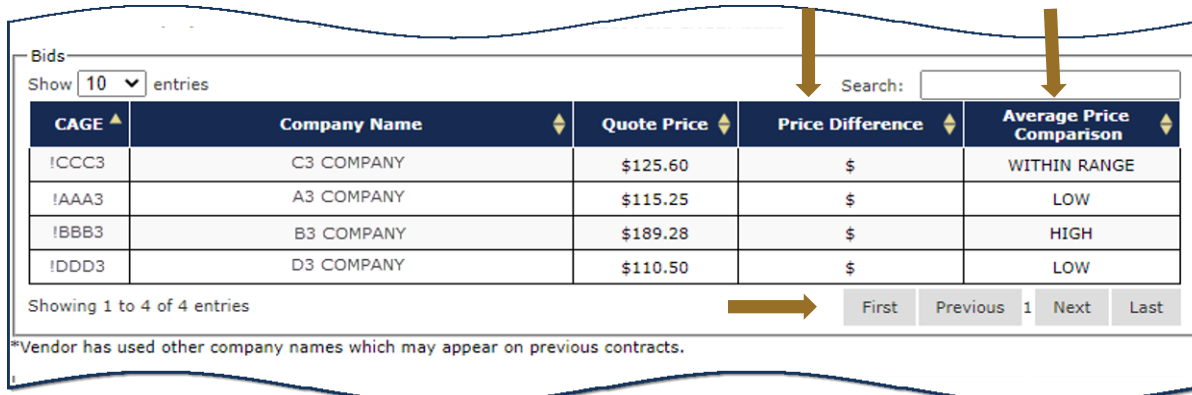 Bids
Show 10 entries Search:
CAGE Company Name Quote Price Price Difference Average Price Comparison
!CCC3 C3 COMPANY $125.60 $ WITHIN RANGE
!AAA3 A3 COMPANY $115.25 $ LOW
!BBB3 B3 COMPANY $189.28 $ HIGH
!DDD3 D3 COMPANY $110.50 $ LOW
Showing 1 to 4 of 4 entries First Previous 1 Next Last
*Vendor has used other company names which may appear on previous contracts.